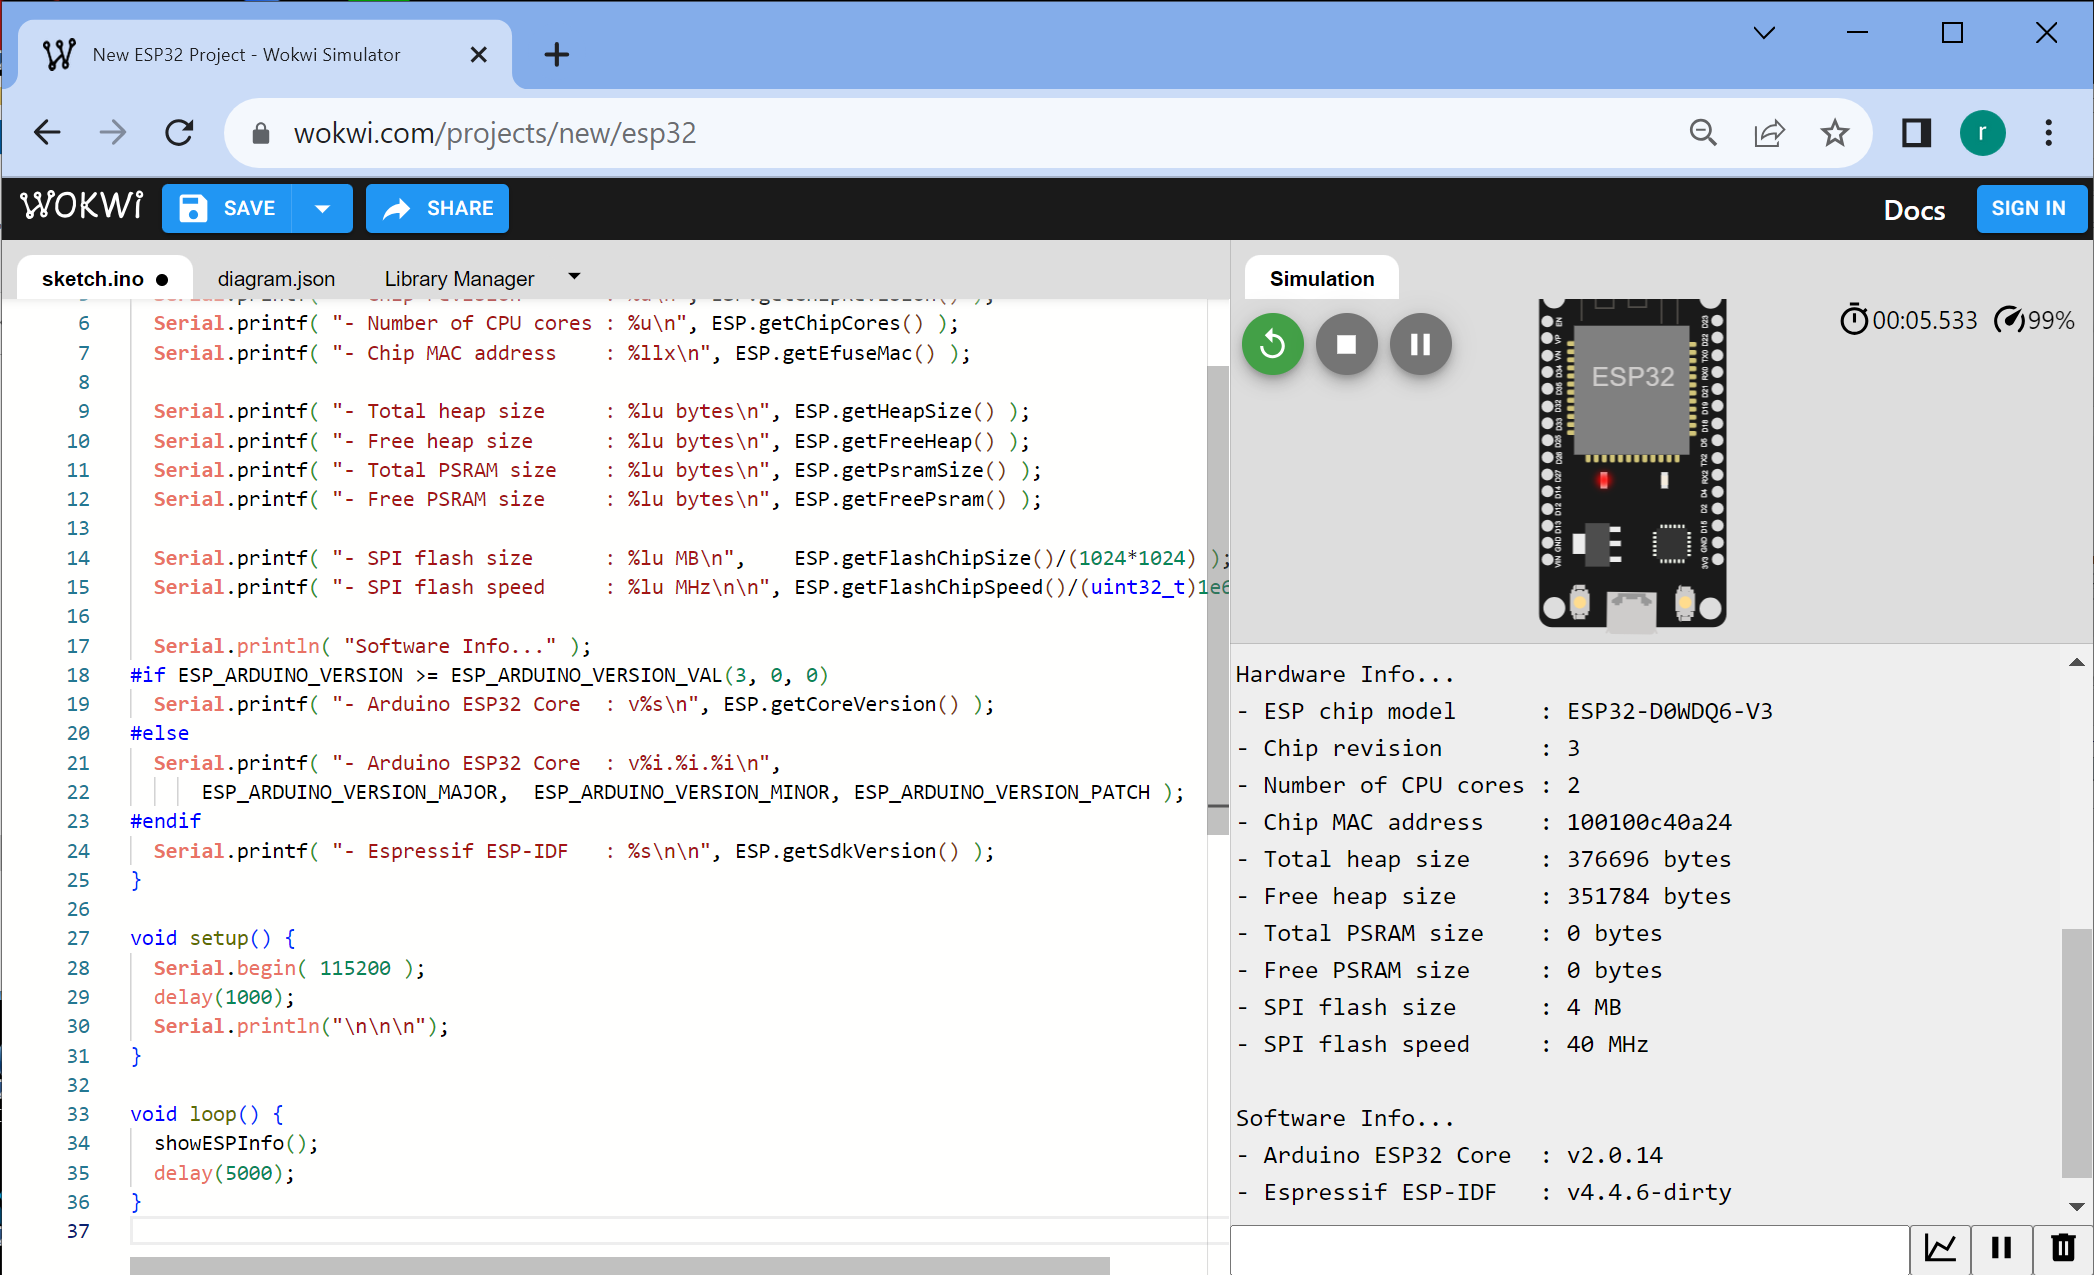 New ESP32 Project - Wokwi Simulator
wokwi.com/projects/new/esp32
r
WOKWi
SAVE
SHARE
Docs
SIGN IN
sketch.ino ●
diagram.json
Library Manager
6 Serial.printf( "- Number of CPU cores : %u\n", ESP.getChipCores() );
7 Serial.printf( "- Chip MAC address    : %llx\n", ESP.getEfuseMac() );
8
9 Serial.printf( "- Total heap size     : %lu bytes\n", ESP.getHeapSize() );
10 Serial.printf( "- Free heap size      : %lu bytes\n", ESP.getFreeHeap() );
11 Serial.printf( "- Total PSRAM size    : %lu bytes\n", ESP.getPsramSize() );
12 Serial.printf( "- Free PSRAM size     : %lu bytes\n", ESP.getFreePsram() );
13
14 Serial.printf( "- SPI flash size      : %lu MB\n",    ESP.getFlashChipSize()/(1024*1024) );
15 Serial.printf( "- SPI flash speed     : %lu MHz\n\n", ESP.getFlashChipSpeed()/(uint32_t)1e6
16
17 Serial.println( "Software Info..." );
18 #if ESP_ARDUINO_VERSION >= ESP_ARDUINO_VERSION_VAL(3, 0, 0)
19 Serial.printf( "- Arduino ESP32 Core  : v%s\n", ESP.getCoreVersion() );
20 #else
21 Serial.printf( "- Arduino ESP32 Core  : v%i.%i.%i\n",
22 ESP_ARDUINO_VERSION_MAJOR,  ESP_ARDUINO_VERSION_MINOR, ESP_ARDUINO_VERSION_PATCH );
23 #endif
24 Serial.printf( "- Espressif ESP-IDF   : %s\n\n", ESP.getSdkVersion() );
25 }
26
27 void setup() {
28 Serial.begin( 115200 );
29 delay(1000);
30 Serial.println("\n\n\n");
31 }
32
33 void loop() {
34 showESPInfo();
35 delay(5000);
36 }
37
Simulation
00:05.533
99%
ESP32
Hardware Info...
- ESP chip model      : ESP32-D0WDQ6-V3
- Chip revision       : 3
- Number of CPU cores : 2
- Chip MAC address    : 100100c40a24
- Total heap size     : 376696 bytes
- Free heap size      : 351784 bytes
- Total PSRAM size    : 0 bytes
- Free PSRAM size     : 0 bytes
- SPI flash size      : 4 MB
- SPI flash speed     : 40 MHz
Software Info...
- Arduino ESP32 Core  : v2.0.14
- Espressif ESP-IDF   : v4.4.6-dirty